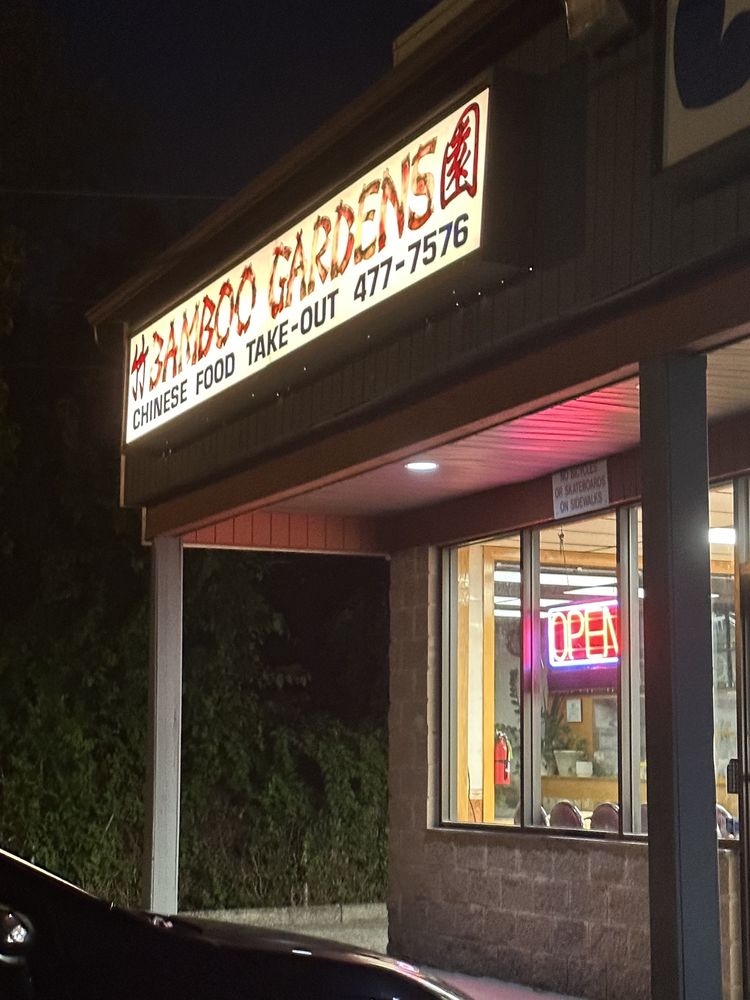 竹 BAMBOO GARDENS 園
CHINESE FOOD TAKE-OUT 477-7576
NO BICYCLES
OR SKATEBOARDS
ON SIDEWALKS
OPEN